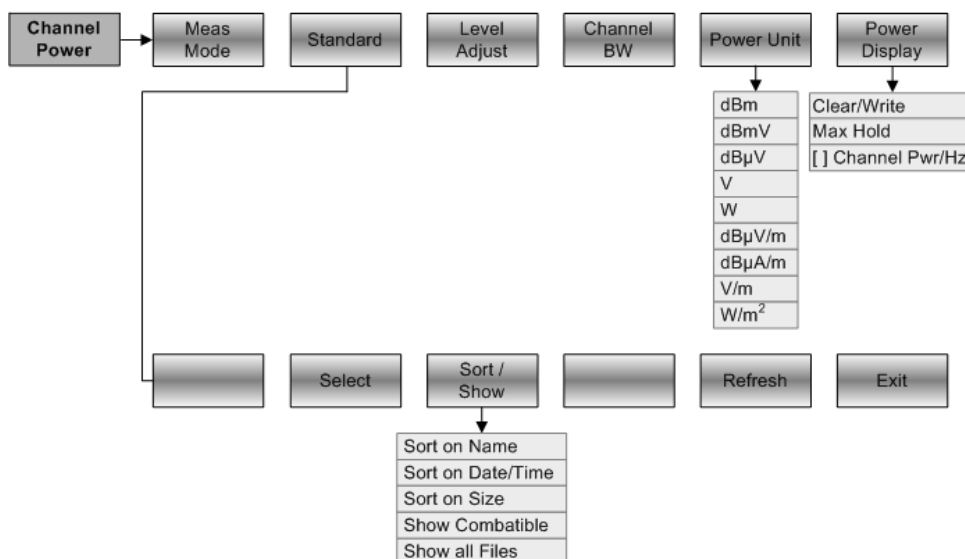 Channel
Power
Meas
Mode
Standard
Level
Adjust
Channel
BW
Power Unit
Power
Display
dBm
dBmV
dBµV
V
W
dBµV/m
dBµA/m
V/m
W/m²
Clear/Write
Max Hold
[ ] Channel Pwr/Hz
Select
Sort /
Show
Refresh
Exit
Sort on Name
Sort on Date/Time
Sort on Size
Show Combatible
Show all Files